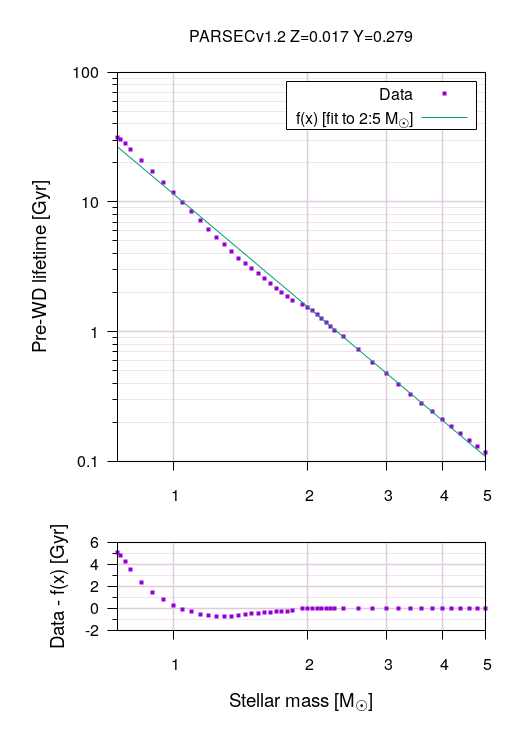 PARSECv1.2 Z=0.017 Y=0.279
100
10
1
0.1
Pre-WD lifetime [Gyr]
Data
f(x) [fit to 2:5 M☉]
1 2 3 4 5
6
4
2
0
-2
Data - f(x) [Gyr]
1 2 3 4 5
Stellar mass [M☉]